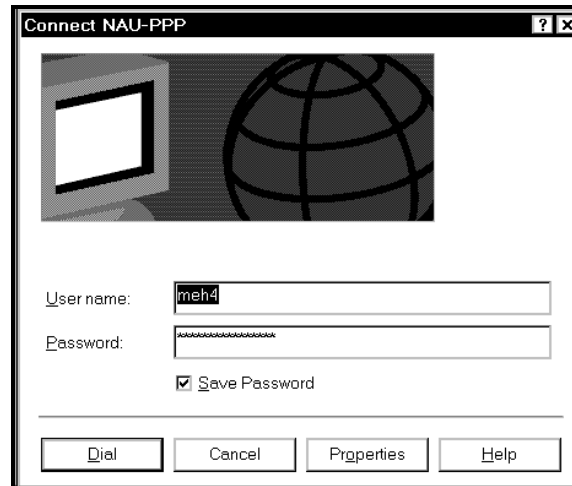 Connect NAU-PPP
User name: meh4
Password: ****************
Save Password
Dial Cancel Properties Help